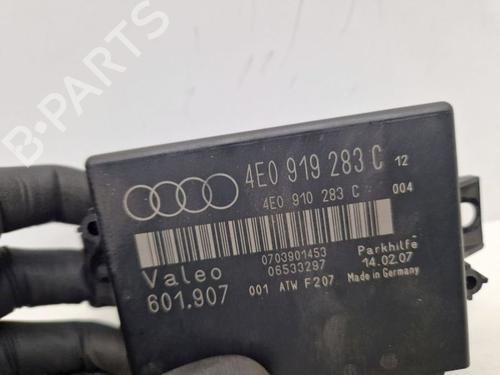 B-PARTS
4E0 919 283 C 12
4E0 910 283 C 004
0703901453
06533297
Parkhilfe
14.02.07
Made in Germany
Valeo
601.907
001 ATW F207